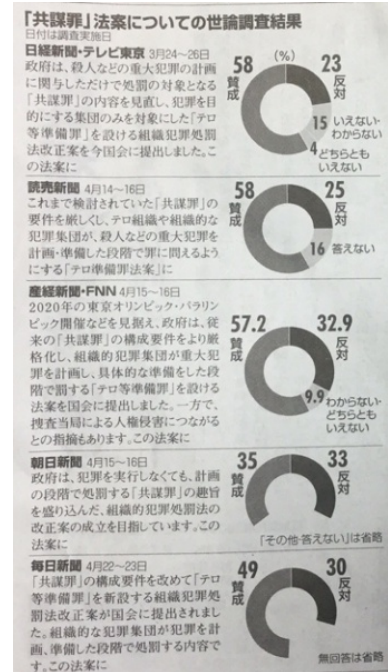 「共謀罪」法案についての世論調査結果
日付は調査実施日
日経新聞・テレビ東京 3月24〜26日
政府は、殺人などの重大犯罪の計画
に関与しただけで処罰の対象となる
「共謀罪」の内容を見直し、犯罪を目
的にする集団のみを対象にした「テロ
等準備罪」を設ける組織犯罪処罰
法改正案を今国会に提出しました。こ
の法案に
(%)
58
賛成
23
反対
15 いえない・
わからない
4 どちらとも
いえない
読売新聞 4月14〜16日
これまで検討されていた「共謀罪」の
要件を厳しくし、テロ組織や組織的な
犯罪集団が、殺人などの重大犯罪を
計画・準備した段階で罪に問えるよう
にする「テロ準備罪法案」に
58
賛成
25
反対
16 答えない
産経新聞・FNN 4月15〜16日
2020年の東京オリンピック・パラリン
ピック開催などを見据え、政府は、従
来の「共謀罪」の構成要件をより厳
格化し、組織的犯罪集団が重大犯
罪を計画し、具体的な準備をした段
階で罰する「テロ等準備罪」を設ける
法案を国会に提出しました。一方で、
捜査当局による人権侵害につながる
との指摘もあります。この法案に
57.2
賛成
32.9
反対
9.9 わからない・
どちらとも
いえない
朝日新聞 4月15〜16日
政府は、犯罪を実行しなくても、計画
の段階で処罰する「共謀罪」の趣旨
を盛り込んだ、組織的犯罪処罰法の
改正案の成立を目指しています。この
法案に
35
賛成
33
反対
「その他・答えない」は省略
毎日新聞 4月22〜23日
「共謀罪」の構成要件を改めて「テロ
等準備罪」を新設する組織犯罪処
罰法改正案が国会に提出されまし
た。組織的な犯罪集団が犯罪を計
画、準備した段階で処罰する内容で
す。この法案に
49
賛成
30
反対
無回答は省略